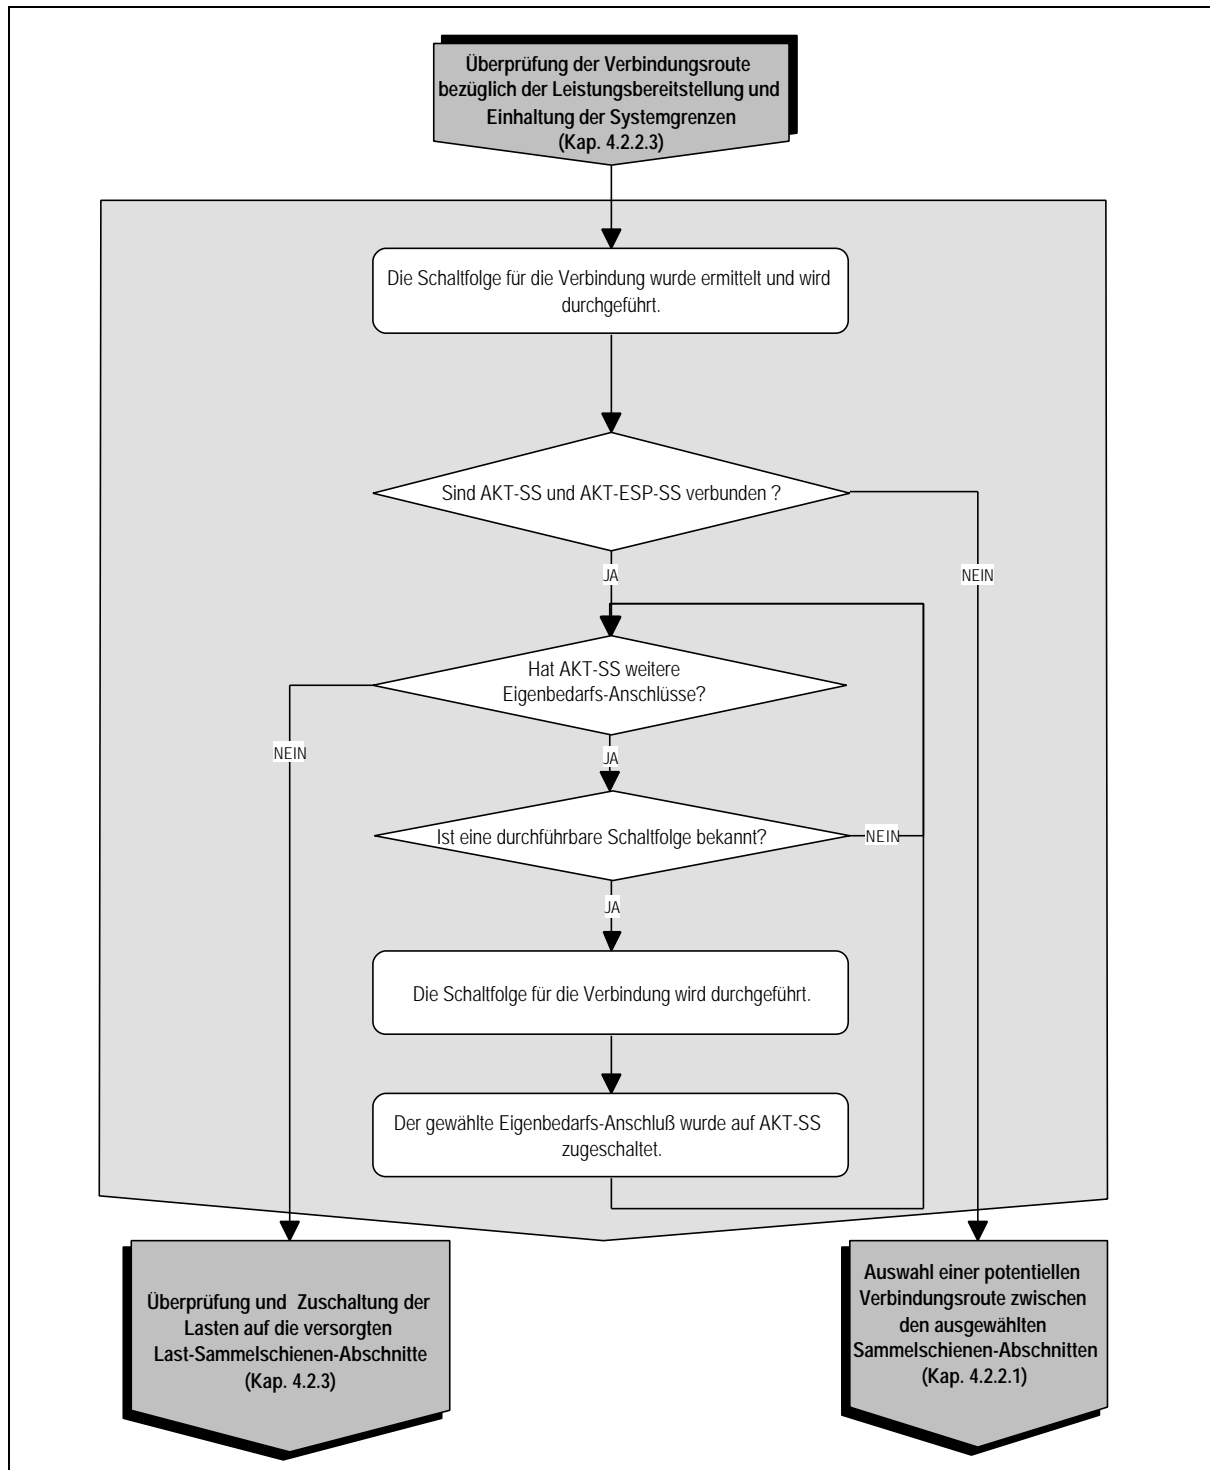 Überprüfung der Verbindungsroute
bezüglich der Leistungsbereitstellung und
Einhaltung der Systemgrenzen
(Kap. 4.2.2.3)
Die Schaltfolge für die Verbindung wurde ermittelt und wird
durchgeführt.
Sind AKT-SS und AKT-ESP-SS verbunden ?
JA
NEIN
Hat AKT-SS weitere
Eigenbedarfs-Anschlüsse?
NEIN
JA
Ist eine durchführbare Schaltfolge bekannt?
NEIN
JA
Die Schaltfolge für die Verbindung wird durchgeführt.
Der gewählte Eigenbedarfs-Anschluß wurde auf AKT-SS
zugeschaltet.
Überprüfung und Zuschaltung der
Lasten auf die versorgten
Last-Sammelschienen-Abschnitte
(Kap. 4.2.3)
Auswahl einer potentiellen
Verbindungsroute zwischen
den ausgewählten
Sammelschienen-Abschnitten
(Kap. 4.2.2.1)